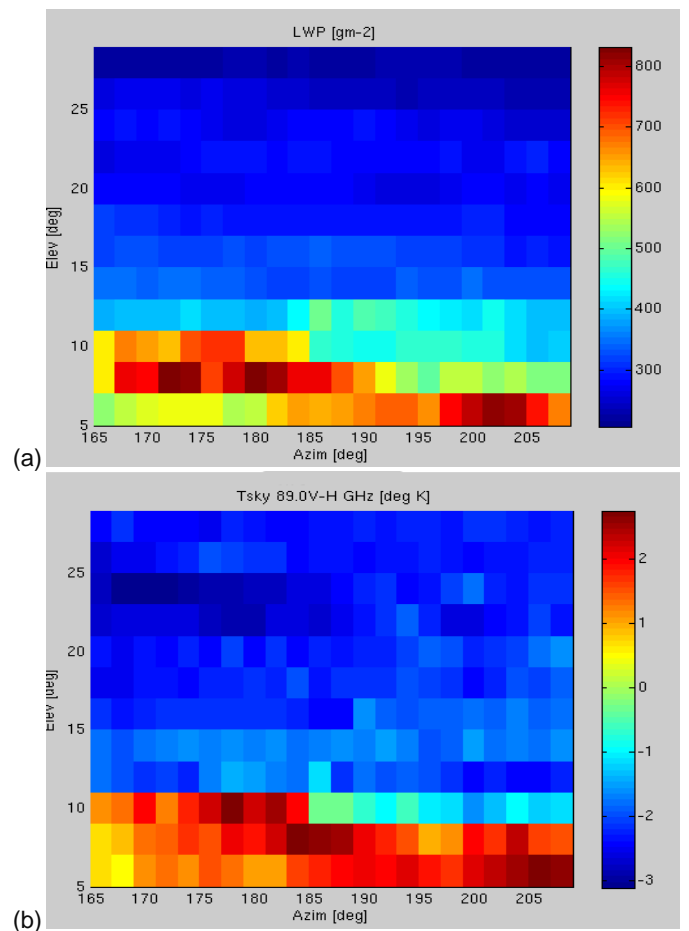 LWP [gm-2]
25
20
15
10
5
Elev [deg]
165 170 175 180 185 190 195 200 205
Azim [deg]
800
700
600
500
400
300
(a)
Tsky 89.0V-H GHz [deg K]
25
20
15
10
5
Elev [deg]
165 170 175 180 185 190 195 200 205
Azim [deg]
2
1
0
-1
-2
-3
(b)